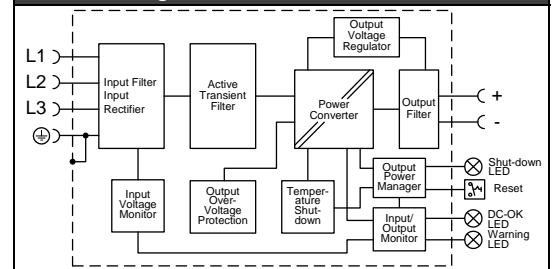 Output
Voltage
Regulator
L1
L2
L3
Input Filter
Input
Rectifier
Active
Transient
Filter
Power
Converter
Output
Filter
+
-
Input
Voltage
Monitor
Output
Over-
Voltage
Protection
Temper-
ature
Shut-
down
Output
Power
Manager
Input/
Output
Monitor
Shut-down
LED
Reset
DC-OK
LED
Warning
LED